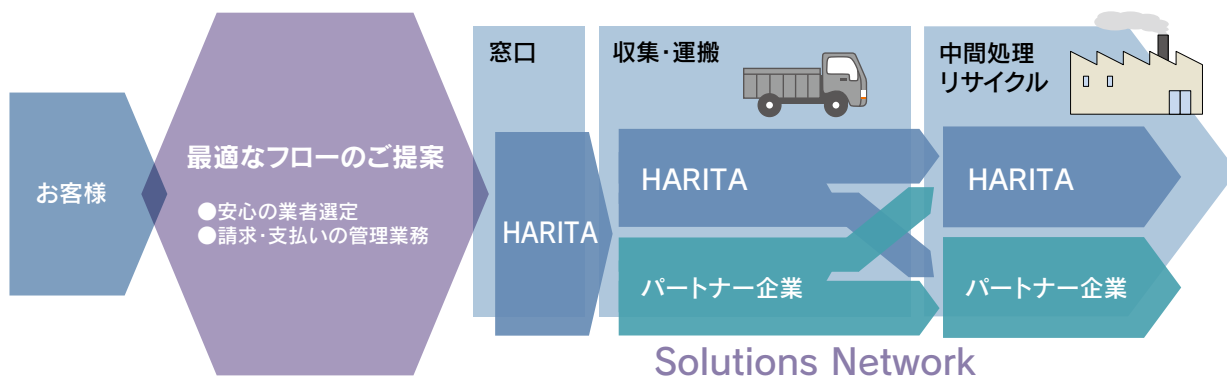 お客様
最適なフローのご提案
●安心の業者選定
●請求・支払いの管理業務
窓口
HARITA
収集・運搬
HARITA
パートナー企業
中間処理
リサイクル
HARITA
パートナー企業
Solutions Network